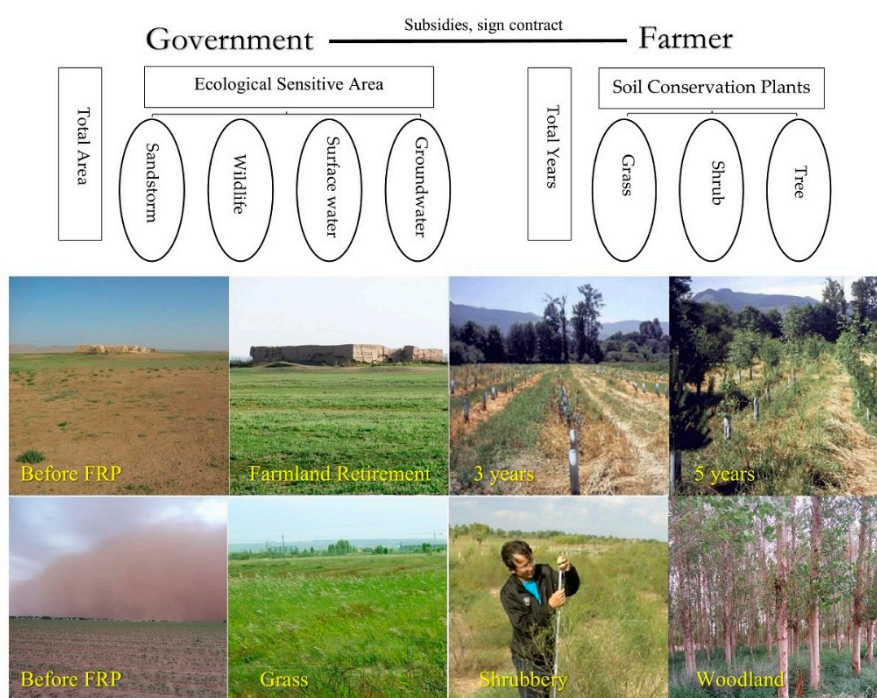 Subsidies, sign contract
Government
Farmer
Total Area
Ecological Sensitive Area
Sandstorm
Wildlife
Surface water
Groundwater
Total Years
Soil Conservation Plants
Grass
Shrub
Tree
Before FRP
Farmland Retirement
3 years
5 years
Before FRP
Grass
Shrubbery
Woodland